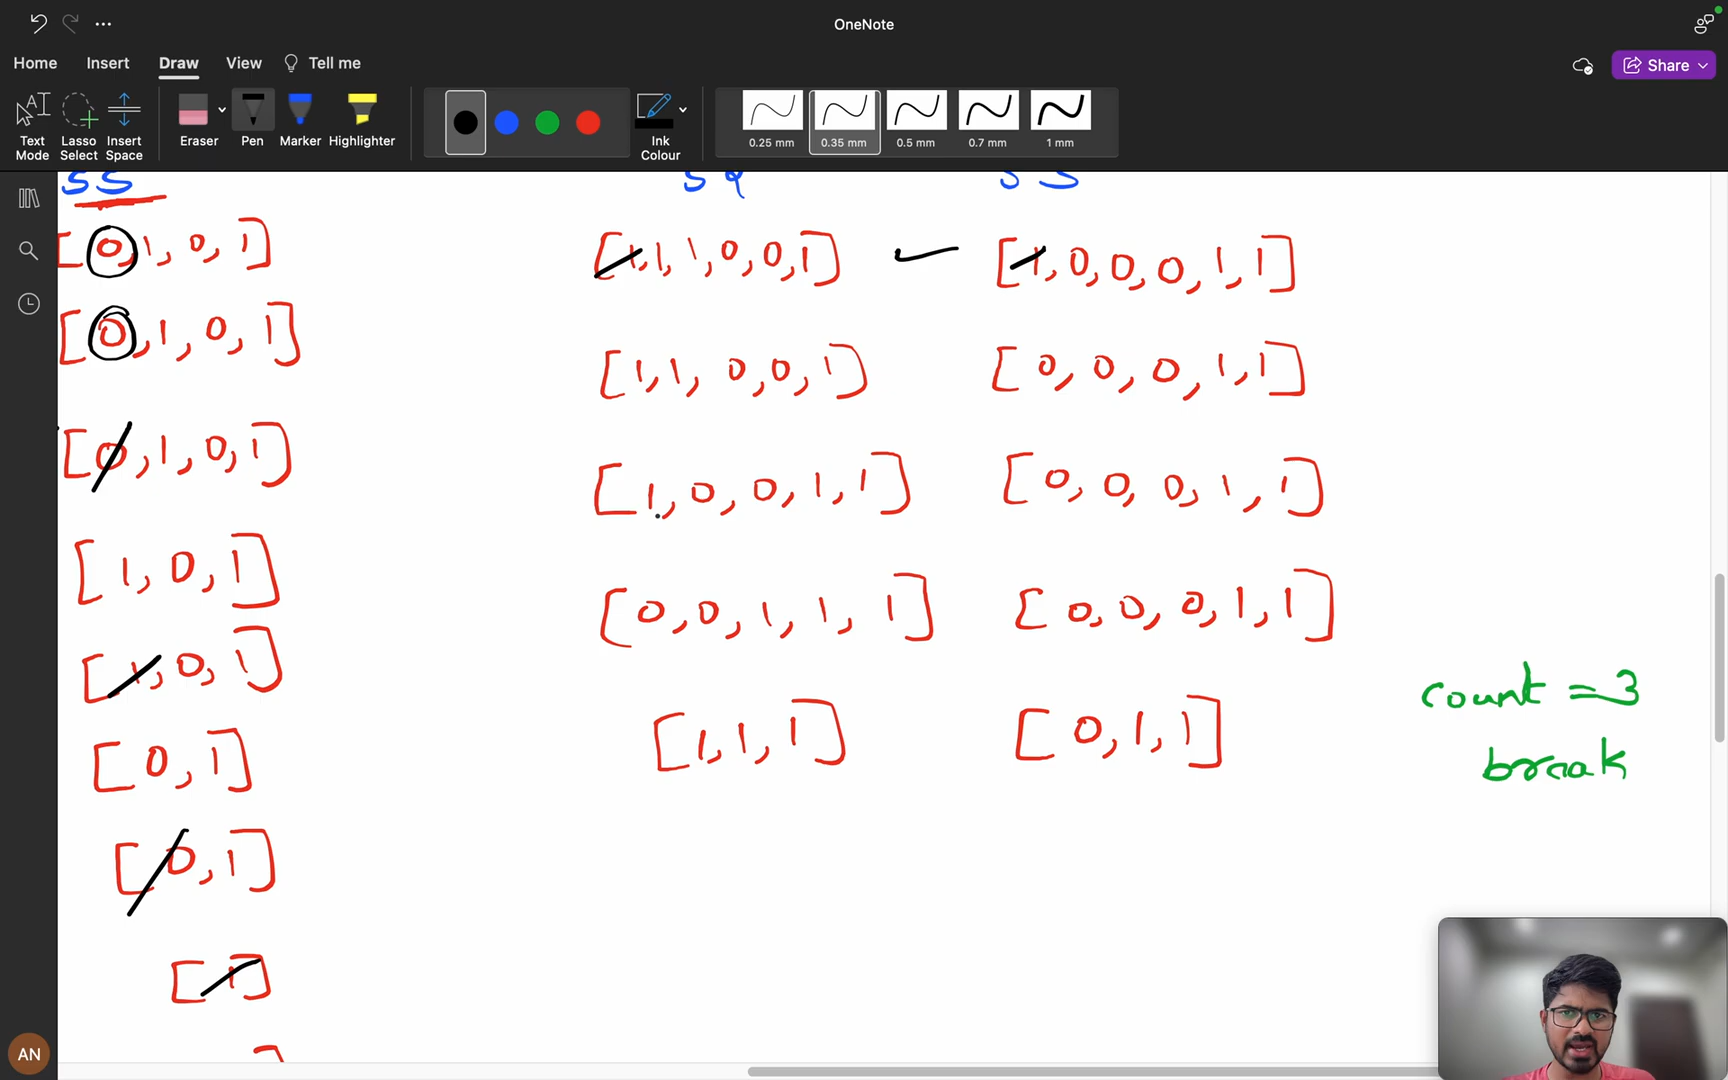 OneNote
Home Insert Draw View Tell me
Share
Text Mode
Lasso Select
Insert Space
Eraser
Pen
Marker
Highlighter
Ink Colour
0.25 mm
0.35 mm
0.5 mm
0.7 mm
1 mm
SS
[0,1,0,1]
[0,1,0,1]
[0,1,0,1]
[1,0,1]
[1,0,1]
[0,1]
[0,1]
[1]
]
SQ SS
[1,1,1,0,0,1] [1,0,0,0,1,1]
[1,1,0,0,1] [0,0,0,1,1]
[1,0,0,1,1] [0,0,0,1,1]
[0,0,1,1,1] [0,0,0,1,1]
[1,1,1] [0,1,1]
count = 3
break
AN